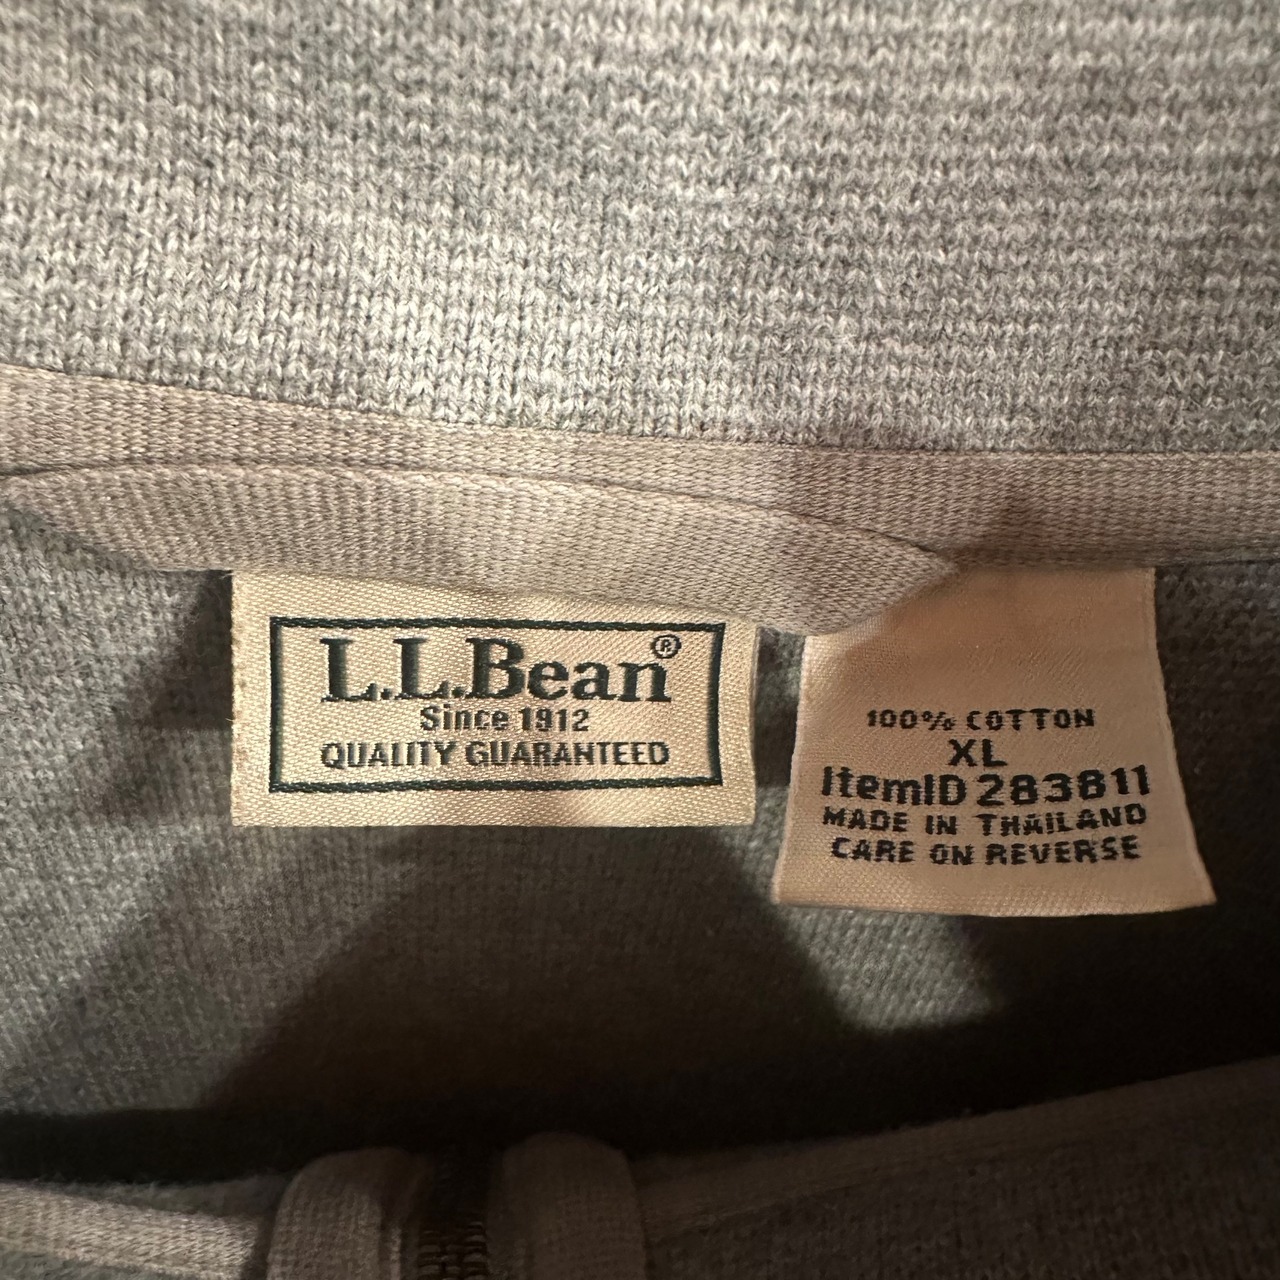 L.L.Bean®
Since 1912
QUALITY GUARANTEED
100% COTTON
XL
ItemID 283811
MADE IN THAILAND
CARE ON REVERSE